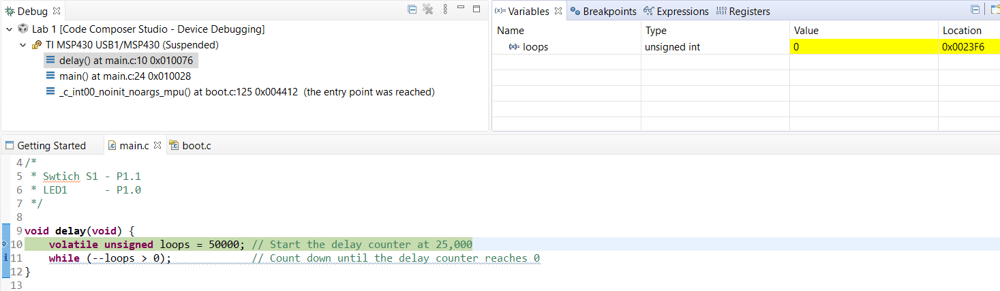 Debug
Lab 1 [Code Composer Studio - Device Debugging]
TI MSP430 USB1/MSP430 (Suspended)
delay() at main.c:10 0x010076
main() at main.c:24 0x010028
_c_int00_noinit_noargs_mpu() at boot.c:125 0x004412 (the entry point was reached)
(x)= Variables Breakpoints Expressions 1010 0101 Registers
Name Type Value Location
(x)= loops unsigned int 0 0x0023F6
Getting Started main.c boot.c
4 /*
5 * Swtich S1 - P1.1
6 * LED1 - P1.0
7 */
8
9 void delay(void) {
10 volatile unsigned loops = 50000; // Start the delay counter at 25,000
11 while (--loops > 0); // Count down until the delay counter reaches 0
12 }
13